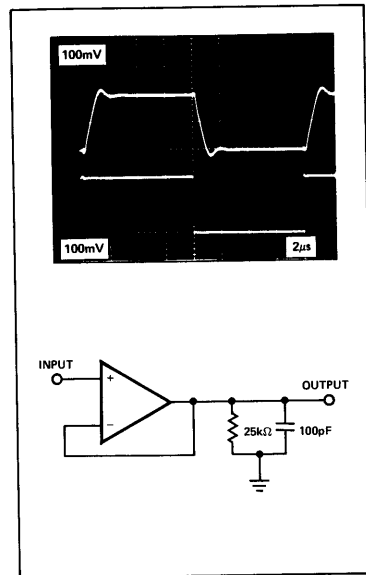 100mV
100mV
2μs
INPUT
+
−
OUTPUT
25kΩ
100pF